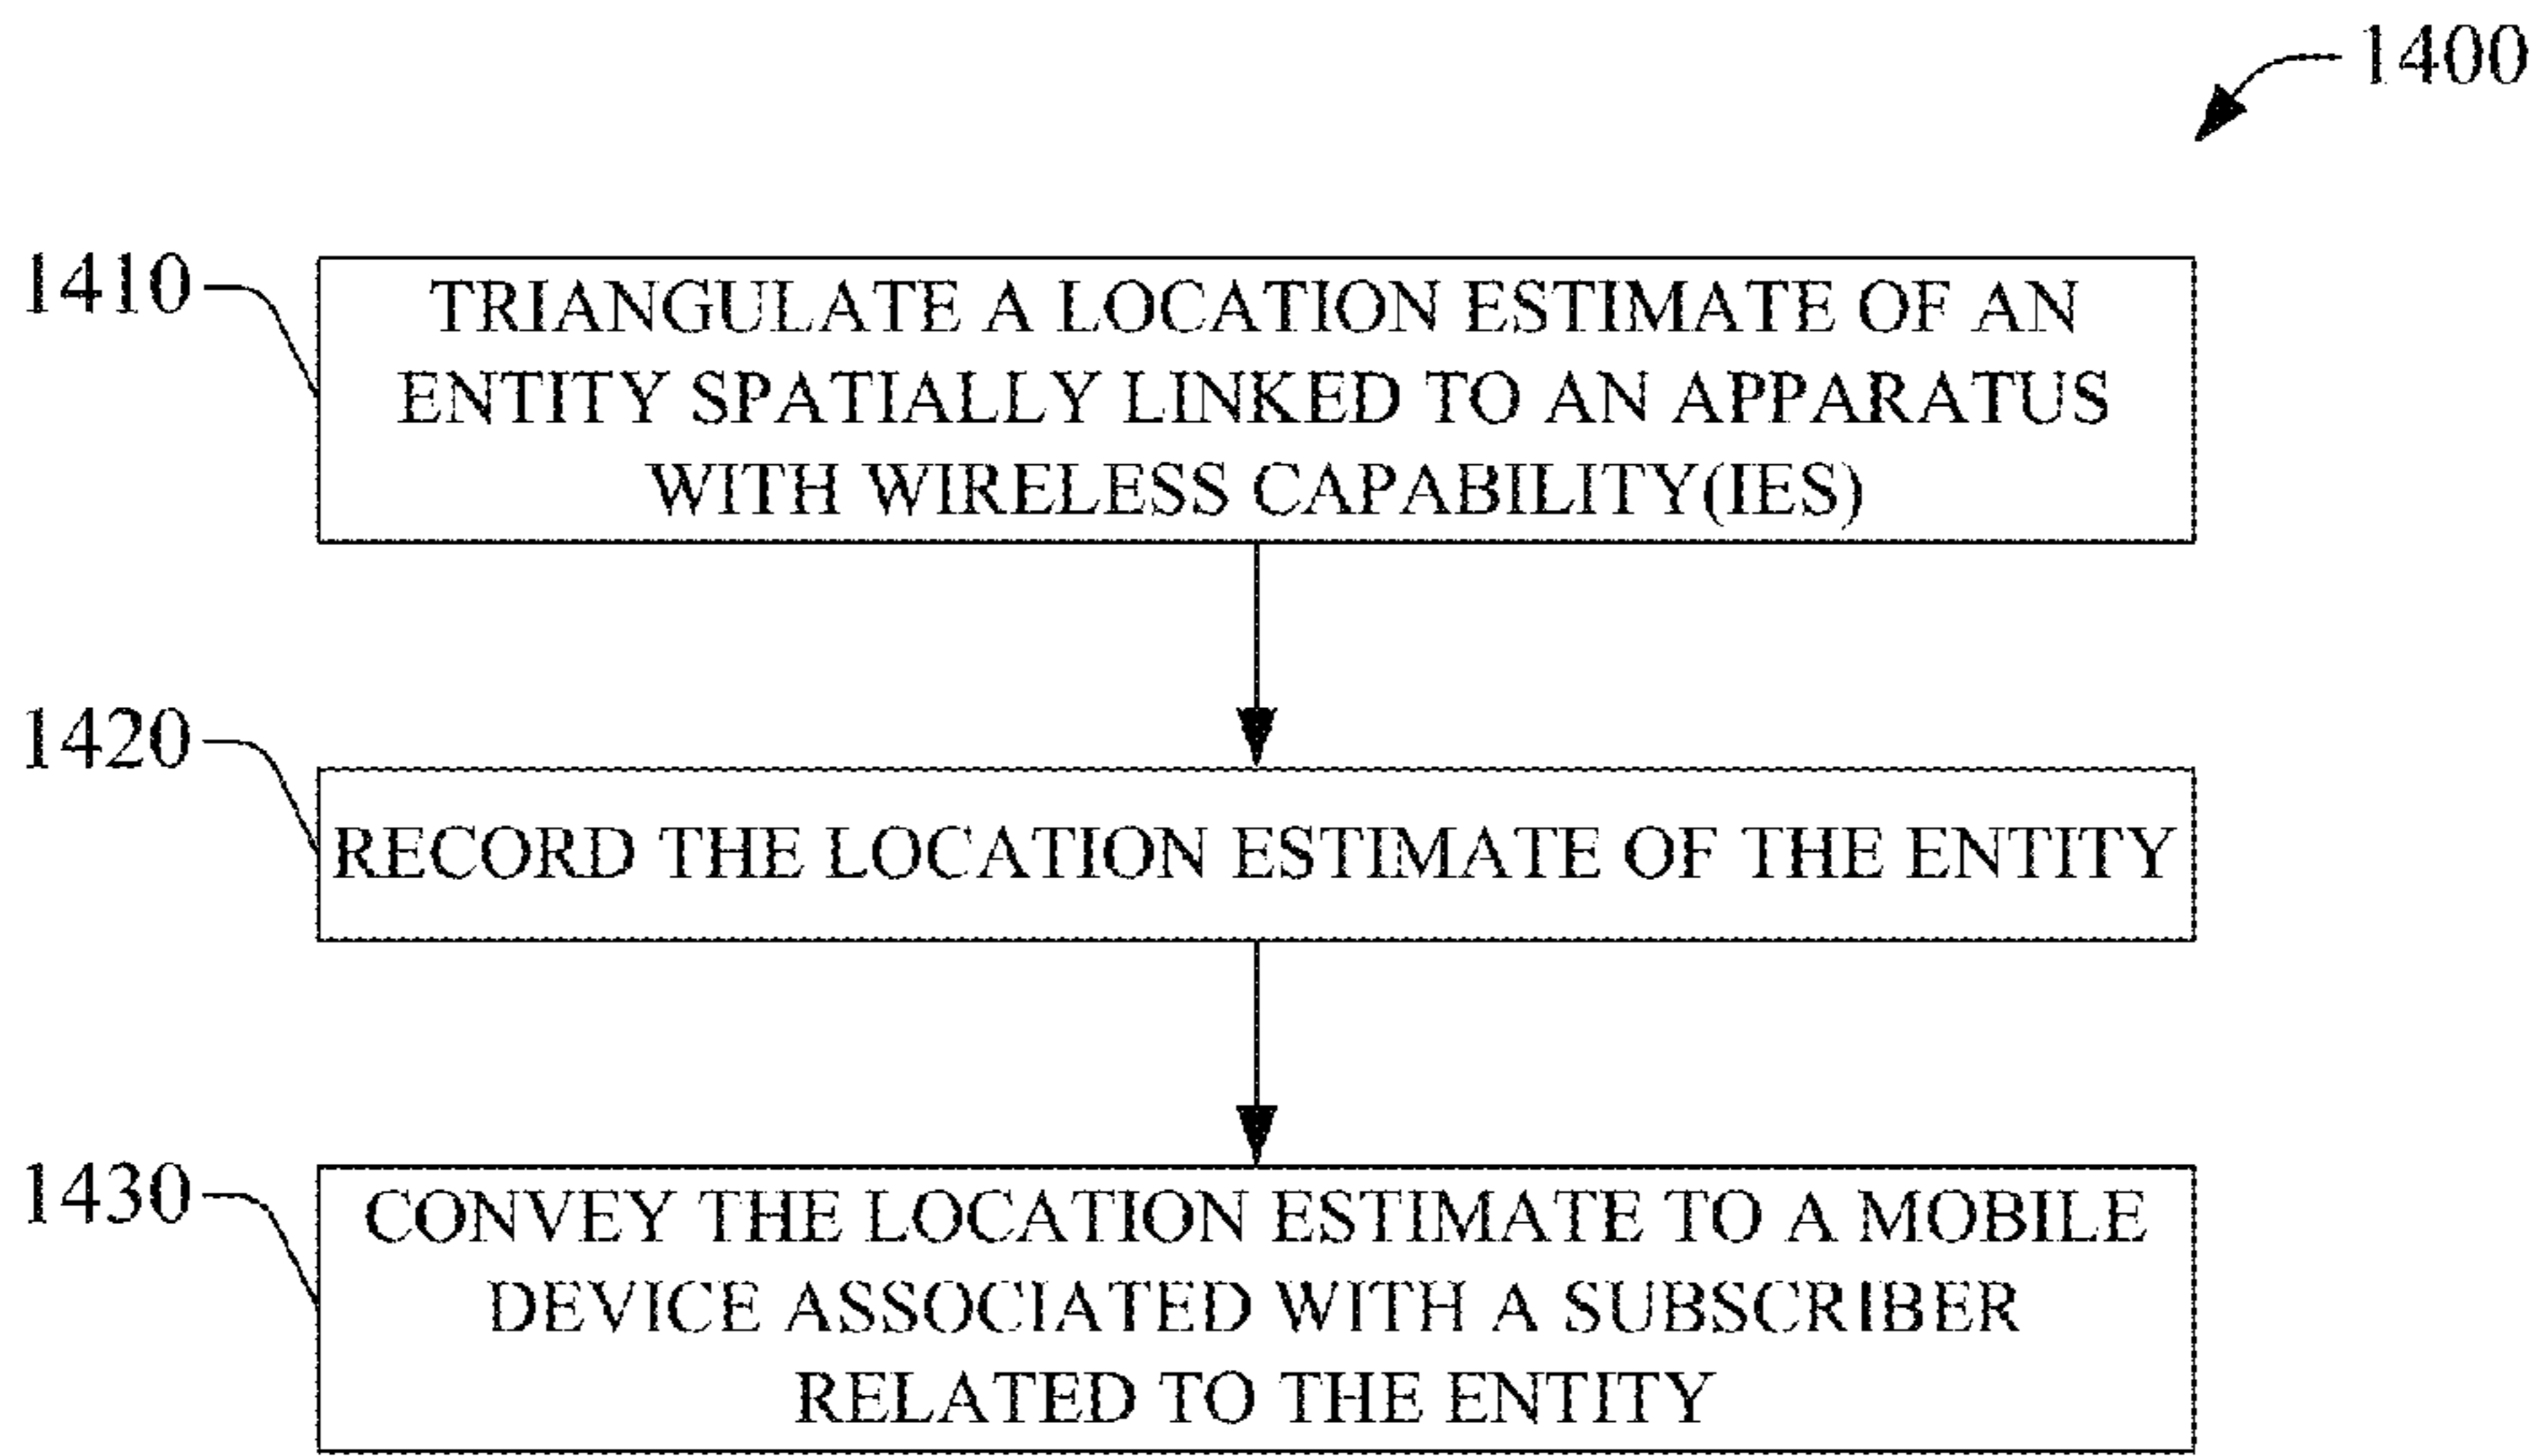 1400
1410
TRIANGULATE A LOCATION ESTIMATE OF AN
ENTITY SPATIALLY LINKED TO AN APPARATUS
WITH WIRELESS CAPABILITY(IES)
1420
RECORD THE LOCATION ESTIMATE OF THE ENTITY
1430
CONVEY THE LOCATION ESTIMATE TO A MOBILE
DEVICE ASSOCIATED WITH A SUBSCRIBER
RELATED TO THE ENTITY